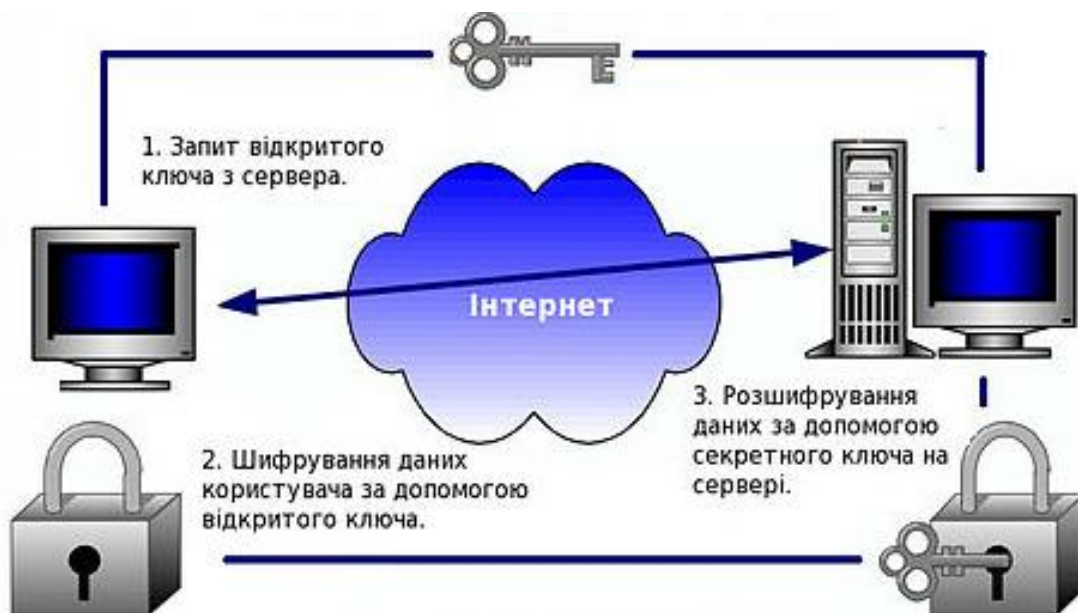 1. Запит відкритого
ключа з сервера.
Інтернет
2. Шифрування даних
користувача за допомогою
відкритого ключа.
3. Розшифрування
даних за допомогою
секретного ключа на
сервері.